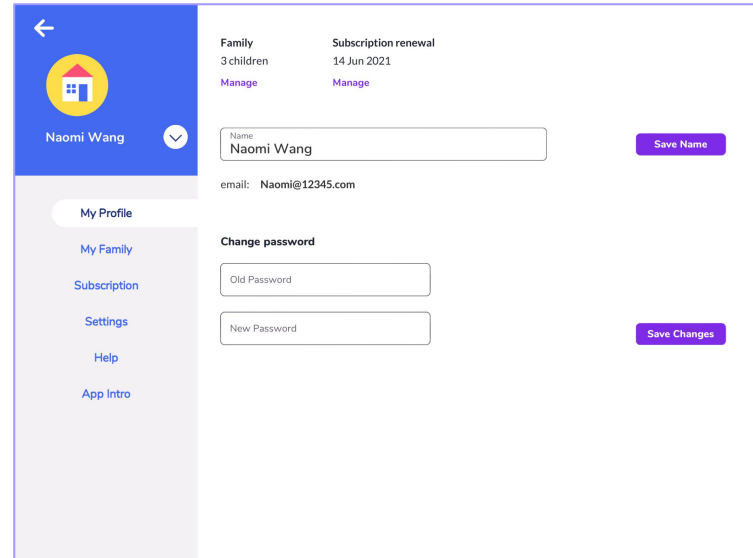 Naomi Wang
My Profile
My Family
Subscription
Settings
Help
App Intro
Family
Subscription renewal
3 children
14 Jun 2021
Manage
Manage
Name
Naomi Wang
Save Name
email: Naomi@12345.com
Change password
Old Password
New Password
Save Changes